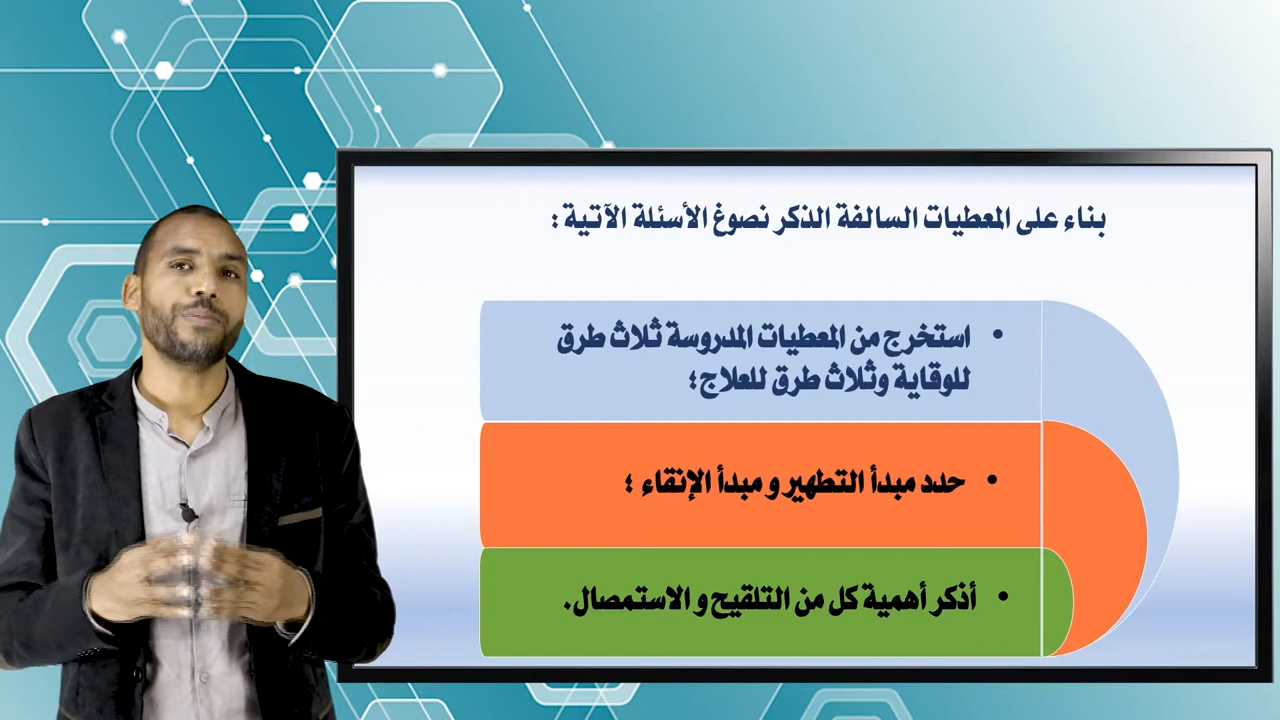 بناء على المعطيات السالفة الذكر نصوغ الأسئلة الآتية :
• استخرج من المعطيات المدروسة ثلاث طرق
للوقاية وثلاث طرق للعلاج؛
• حدد مبدأ التطهير و مبدأ الإنقاء ؛
• أذكر أهمية كل من التلقيح و الاستمصال.